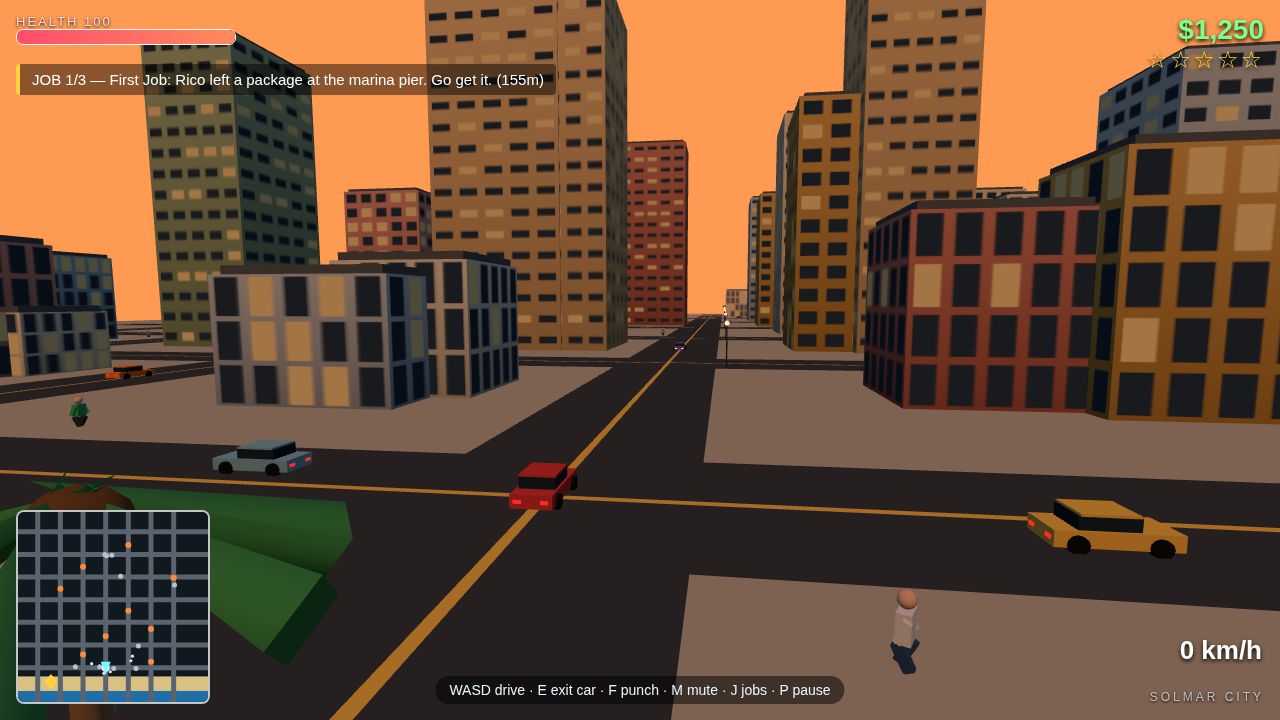 HEALTH 100
$1,250
☆☆☆☆☆
JOB 1/3 — First Job: Rico left a package at the marina pier. Go get it. (155m)
0 km/h
WASD drive · E exit car · F punch · M mute · J jobs · P pause
SOLMAR CITY